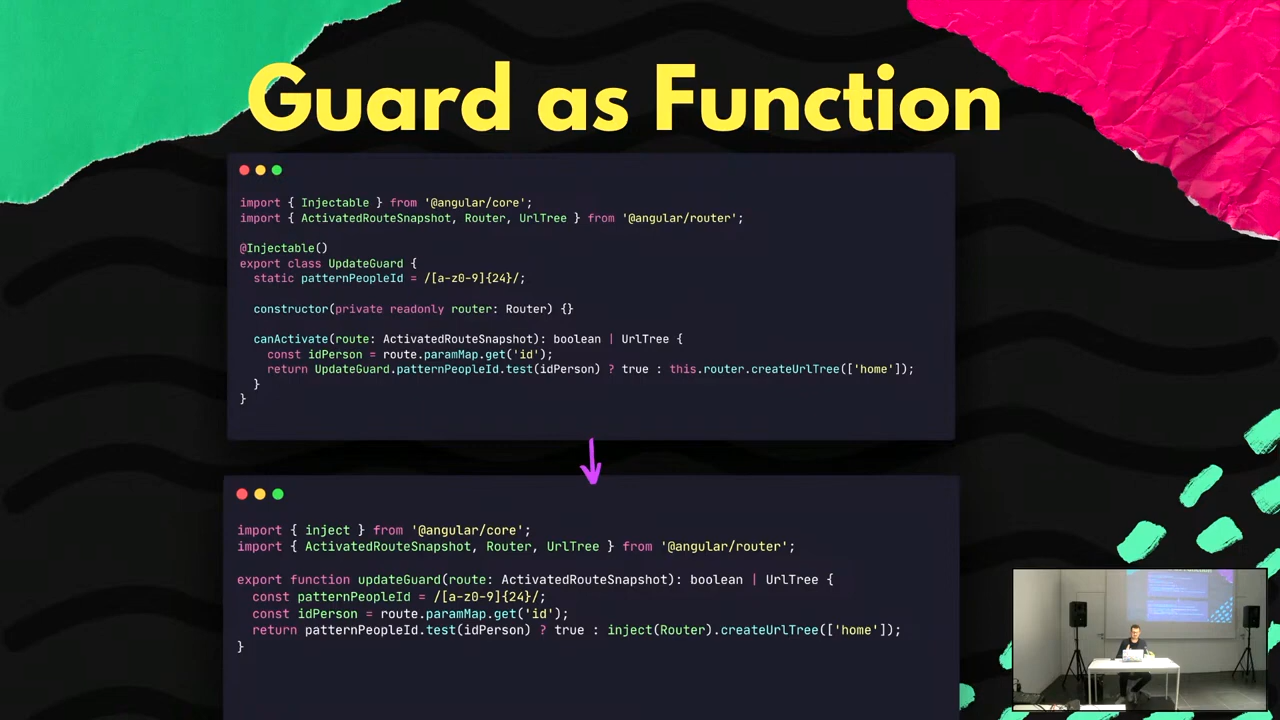 Guard as Function
import { Injectable } from '@angular/core';
import { ActivatedRouteSnapshot, Router, UrlTree } from '@angular/router';
@Injectable()
export class UpdateGuard {
static patternPeopleId = /[a-z0-9]{24}/;
constructor(private readonly router: Router) {}
canActivate(route: ActivatedRouteSnapshot): boolean | UrlTree {
const idPerson = route.paramMap.get('id');
return UpdateGuard.patternPeopleId.test(idPerson) ? true : this.router.createUrlTree(['home']);
}
}
import { inject } from '@angular/core';
import { ActivatedRouteSnapshot, Router, UrlTree } from '@angular/router';
export function updateGuard(route: ActivatedRouteSnapshot): boolean | UrlTree {
const patternPeopleId = /[a-z0-9]{24}/;
const idPerson = route.paramMap.get('id');
return patternPeopleId.test(idPerson) ? true : inject(Router).createUrlTree(['home']);
}